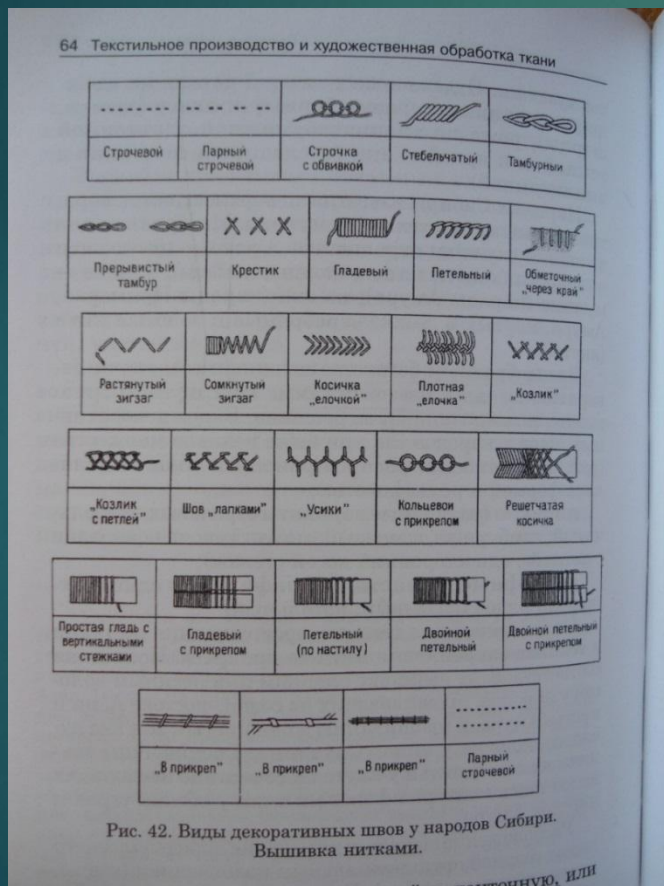 64 Текстильное производство и художественная обработка ткани
Строчевой
Парный
строчевой
Строчка
с обвивкой
Стебельчатый
Тамбурный
Прерывистый
тамбур
Крестик
Гладевый
Петельный
Обметочный
„через край"
Растянутый
зигзаг
Сомкнутый
зигзаг
Косичка
„елочкой"
Плотная
„елочка"
„Козлик"
„Козлик
с петлей"
Шов „лапками"
„Усики"
Кольцевой
с прикрепом
Решетчатая
косичка
Простая гладь с
вертикальными
стежками
Гладевый
с прикрепом
Петельный
(по настилу)
Двойной
петельный
Двойной петельный
с прикрепом
„В прикреп"
„В прикреп"
„В прикреп"
Парный
строчевой
Рис. 42. Виды декоративных швов у народов Сибири.
Вышивка нитками.
или